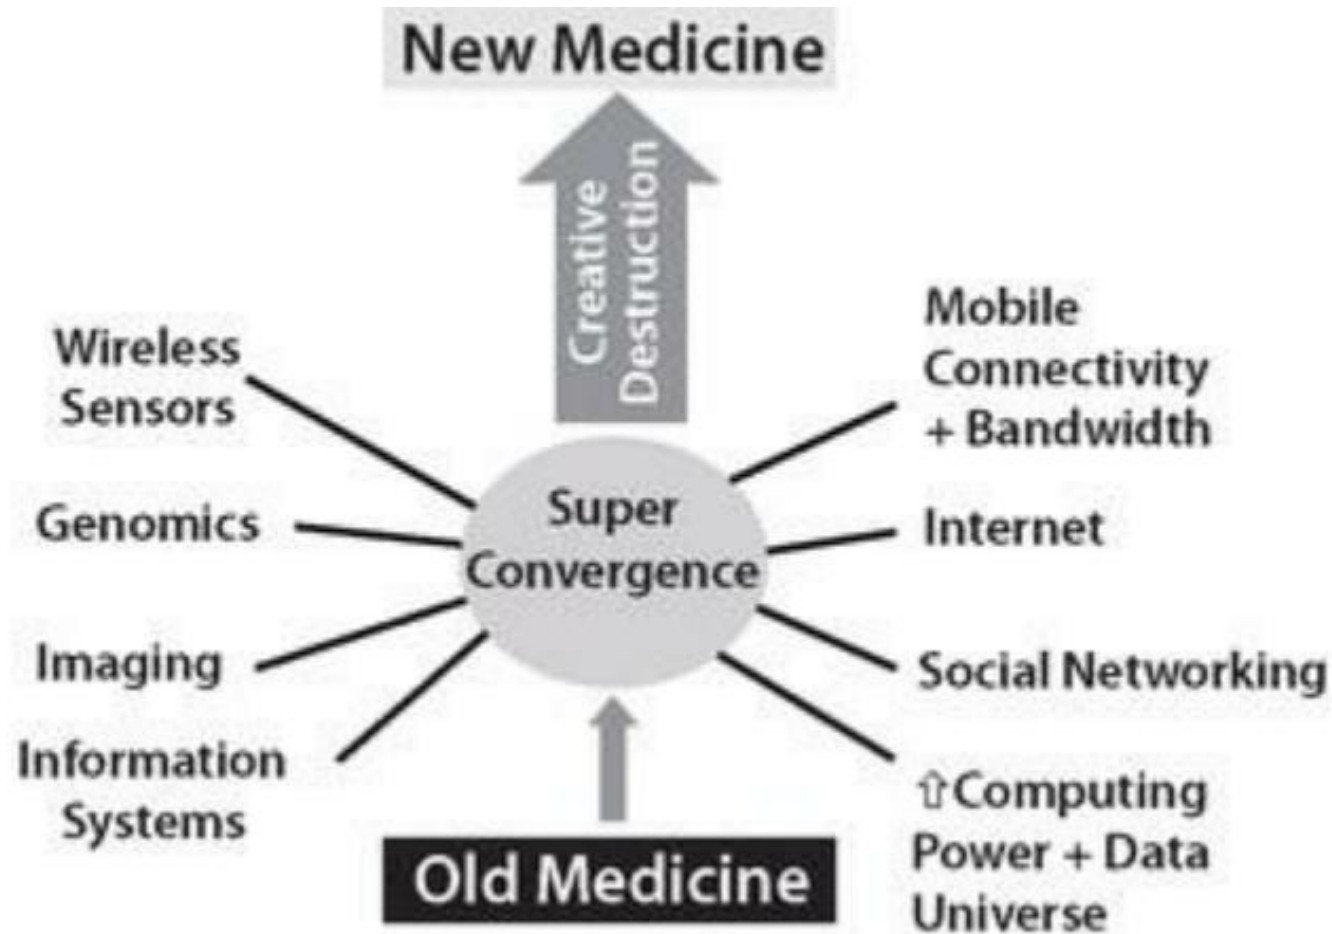 New Medicine
Creative
Destruction
Wireless
Sensors
Genomics
Imaging
Information
Systems
Super
Convergence
Mobile
Connectivity
+ Bandwidth
Internet
Social Networking
⇧Computing
Power + Data
Universe
Old Medicine